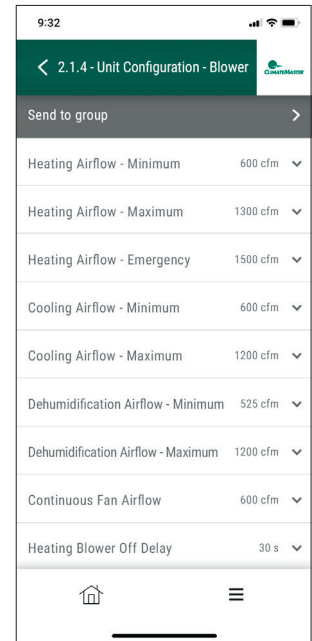 9:32
2.1.4 - Unit Configuration - Blower
CLIMATEMASTER
Send to group
Heating Airflow - Minimum 600 cfm
Heating Airflow - Maximum 1300 cfm
Heating Airflow - Emergency 1500 cfm
Cooling Airflow - Minimum 600 cfm
Cooling Airflow - Maximum 1200 cfm
Dehumidification Airflow - Minimum 525 cfm
Dehumidification Airflow - Maximum 1200 cfm
Continuous Fan Airflow 600 cfm
Heating Blower Off Delay 30 s